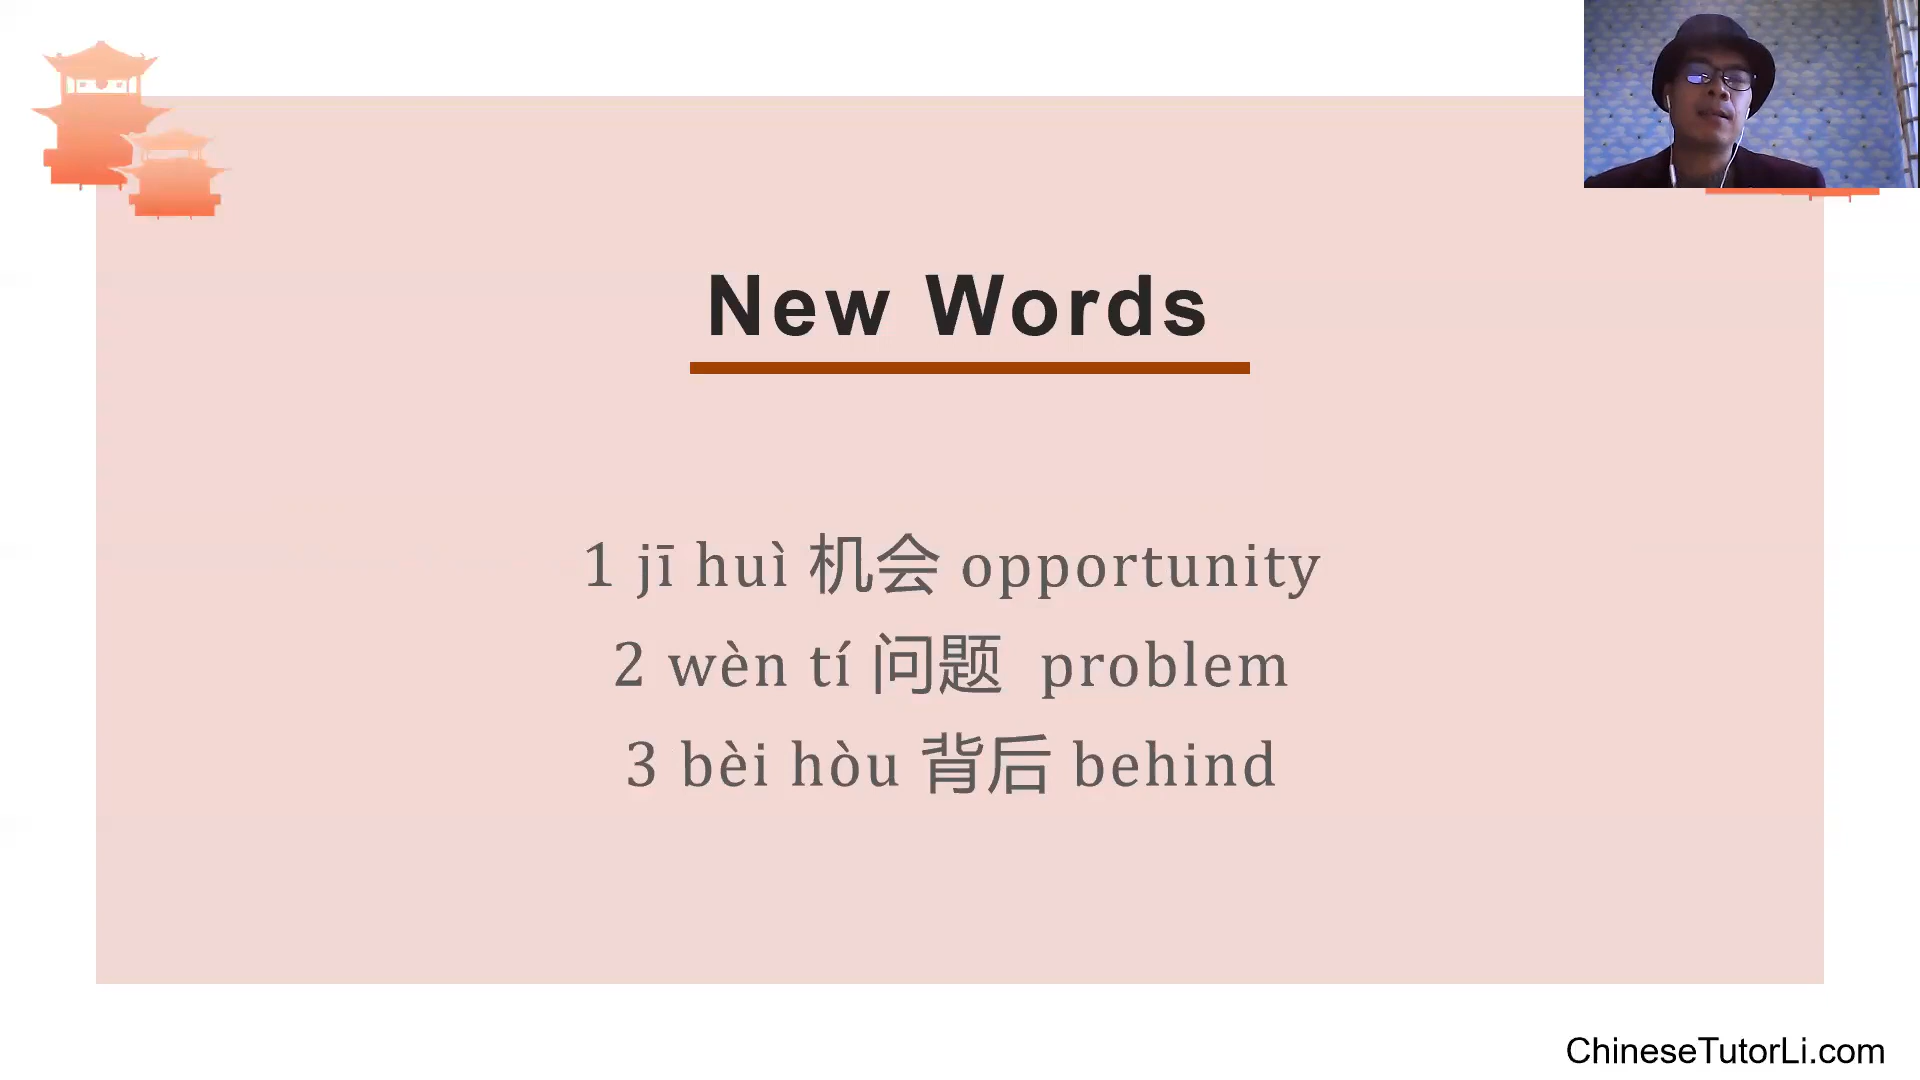 New Words
1 jī huì 机会 opportunity
2 wèn tí 问题 problem
3 bèi hòu 背后 behind
ChineseTutorLi.com